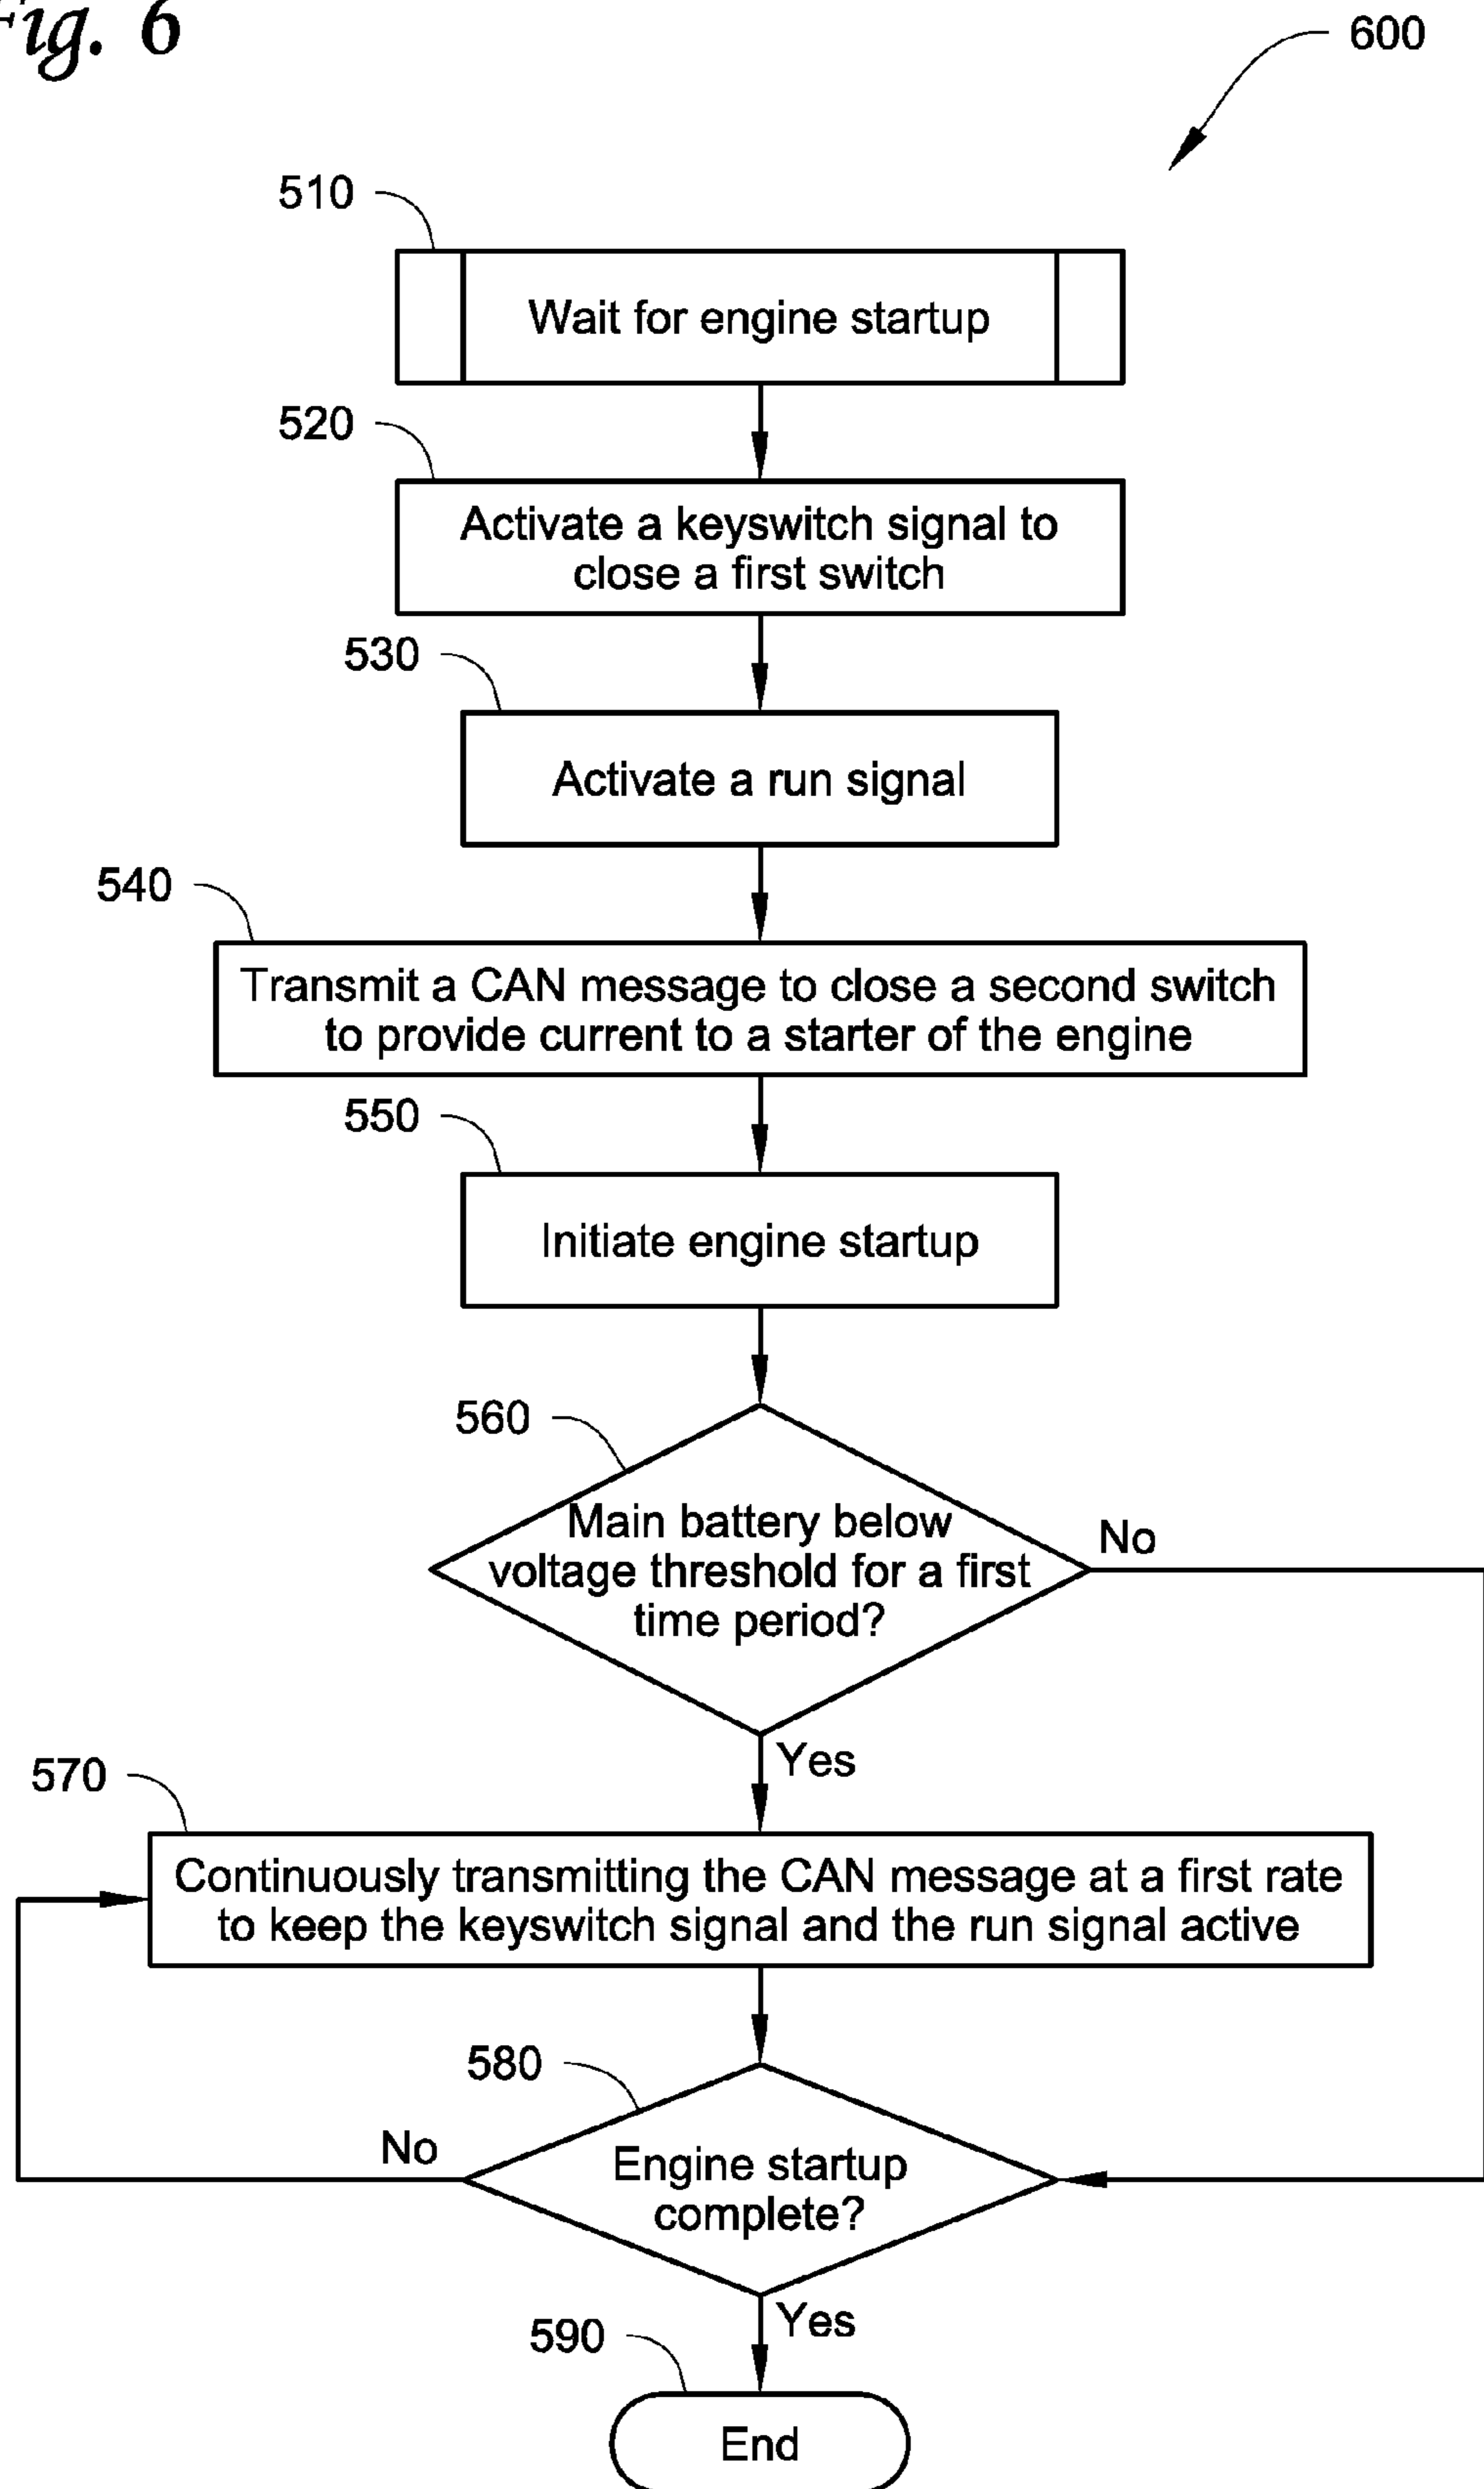 Fig. 6
600
510
Wait for engine startup
520
Activate a keyswitch signal to
close a first switch
530
Activate a run signal
540
Transmit a CAN message to close a second switch
to provide current to a starter of the engine
550
Initiate engine startup
560
Main battery below
voltage threshold for a first
time period?
No
Yes
570
Continuously transmitting the CAN message at a first rate
to keep the keyswitch signal and the run signal active
580
No
Engine startup
complete?
Yes
590
End